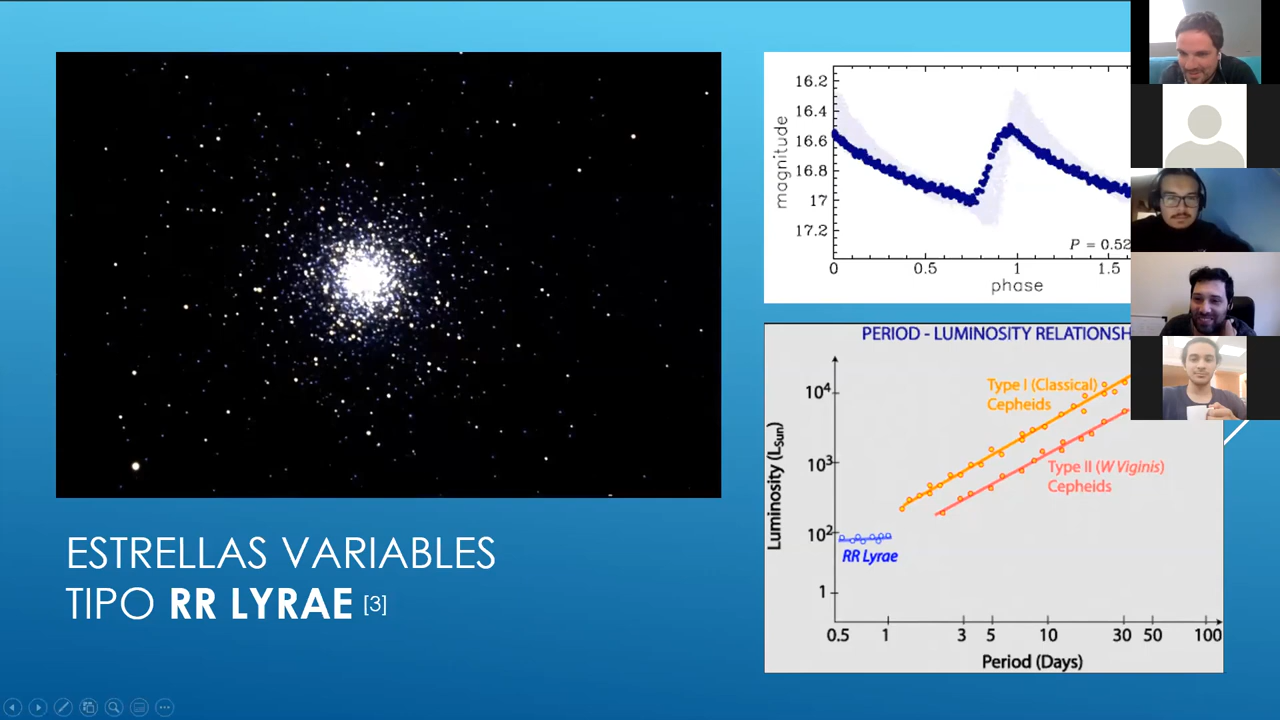 ESTRELLAS VARIABLES
TIPO RR LYRAE [3]
16.2
16.4
16.6
16.8
17
17.2
magnitude
P = 0.52
0 0.5 1 1.5
phase
PERIOD - LUMINOSITY RELATIONSH
Type I (Classical)
Cepheids
Type II (W Viginis)
Cepheids
RR Lyrae
10⁴
10³
10²
1
Luminosity (LSun)
0.5 1 3 5 10 30 50 100
Period (Days)